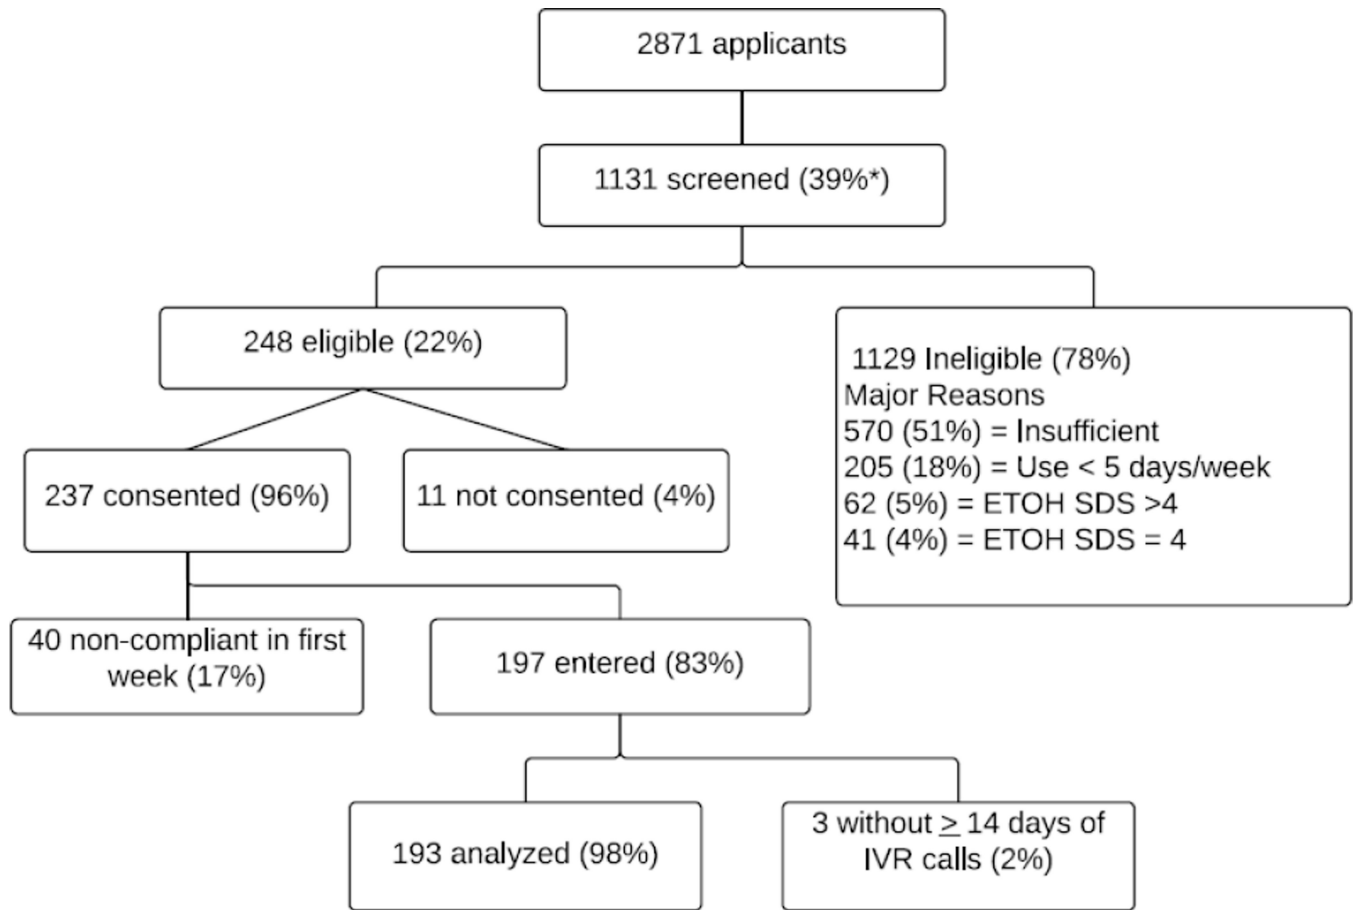 2871 applicants
1131 screened (39%*)
248 eligible (22%)
1129 Ineligible (78%)
Major Reasons
570 (51%) = Insufficient
205 (18%) = Use < 5 days/week
62 (5%) = ETOH SDS >4
41 (4%) = ETOH SDS = 4
237 consented (96%)
11 not consented (4%)
40 non-compliant in first
week (17%)
197 entered (83%)
193 analyzed (98%)
3 without ≥ 14 days of
IVR calls (2%)